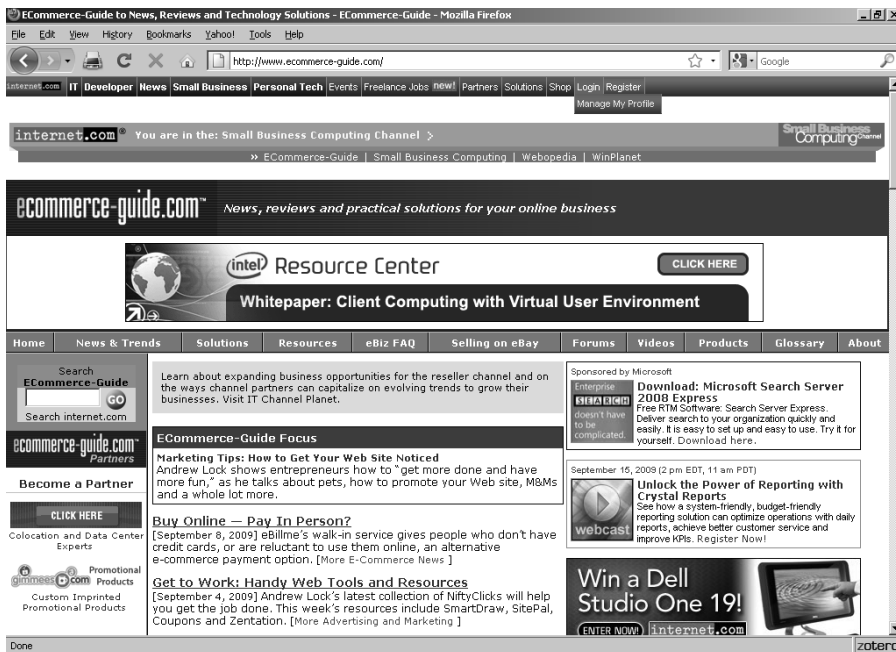 ECommerce-Guide to News, Reviews and Technology Solutions - ECommerce-Guide - Mozilla Firefox
File Edit View History Bookmarks Yahoo! Tools Help
http://www.ecommerce-guide.com/
Google
internet.com IT Developer News Small Business Personal Tech Events Freelance Jobs new! Partners Solutions Shop Login Register
Manage My Profile
internet.com® You are in the: Small Business Computing Channel >
Small Business Computing Channel
» ECommerce-Guide | Small Business Computing | Webopedia | WinPlanet
ecommerce-guide.com™ News, reviews and practical solutions for your online business
(intel) Resource Center CLICK HERE
Whitepaper: Client Computing with Virtual User Environment
Home News & Trends Solutions Resources eBiz FAQ Selling on eBay Forums Videos Products Glossary About
Search
ECommerce-Guide
GO
Search internet.com
ecommerce-guide.com™
Partners
Become a Partner
CLICK HERE
Colocation and Data Center
Experts
gimmees.com Promotional
Products
Custom Imprinted
Promotional Products
Learn about expanding business opportunities for the reseller channel and on
the ways channel partners can capitalize on evolving trends to grow their
businesses. Visit IT Channel Planet.
ECommerce-Guide Focus
Marketing Tips: How to Get Your Web Site Noticed
Andrew Lock shows entrepreneurs how to "get more done and have
more fun," as he talks about pets, how to promote your Web site, M&Ms
and a whole lot more.
Buy Online — Pay In Person?
[September 8, 2009] eBillme's walk-in service gives people who don't have
credit cards, or are reluctant to use them online, an alternative
e-commerce payment option. [More E-Commerce News ]
Get to Work: Handy Web Tools and Resources
[September 4, 2009] Andrew Lock's latest collection of NiftyClicks will help
you get the job done. This week's resources include SmartDraw, SitePal,
Coupons and Zentation. [More Advertising and Marketing ]
Sponsored by Microsoft
Enterprise
SEARCH
doesn't have
to be
complicated.
Download: Microsoft Search Server
2008 Express
Free RTM Software: Search Server Express.
Deliver search to your organization quickly and
easily. It is easy to set up and easy to use. Try it for
yourself. Download here.
September 15, 2009 (2 pm EDT, 11 am PDT)
webcast
Unlock the Power of Reporting with
Crystal Reports
See how a system-friendly, budget-friendly
reporting solution can optimize operations with daily
reports, achieve better customer service and
improve KPIs. Register Now!
Win a Dell
Studio One 19!
ENTER NOW! internet.com
Done
zotero